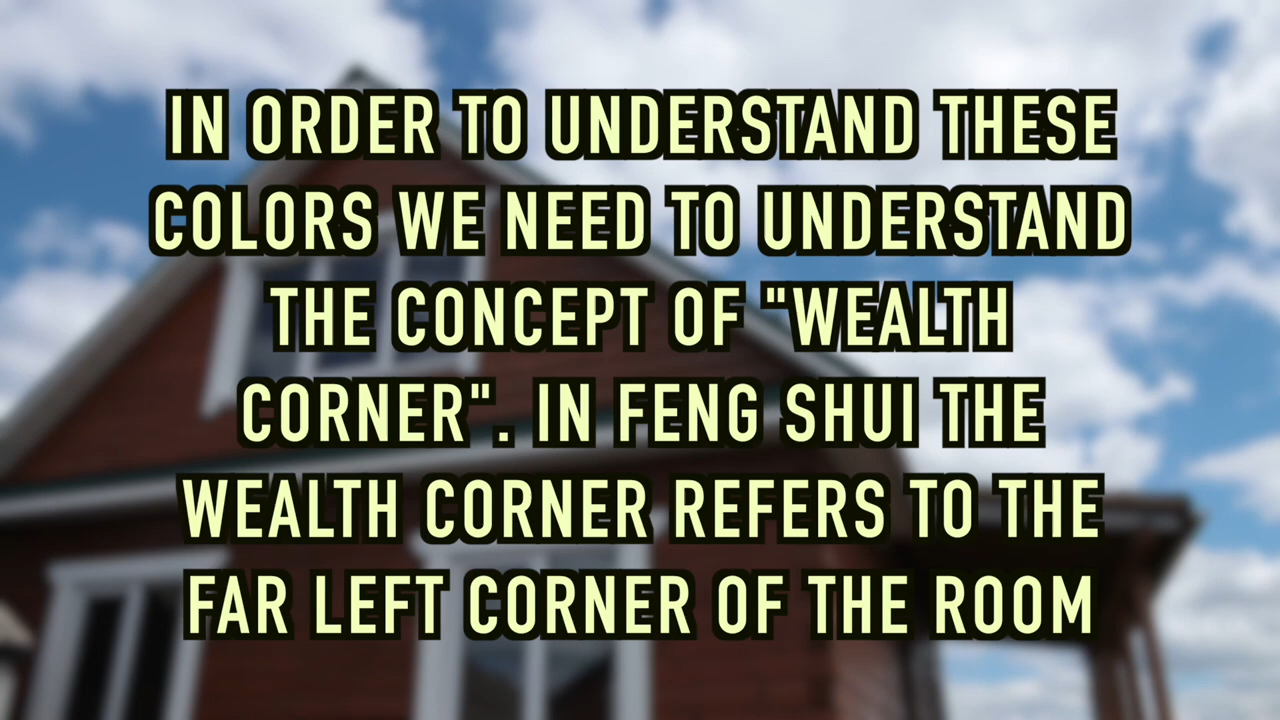 IN ORDER TO UNDERSTAND THESE
COLORS WE NEED TO UNDERSTAND
THE CONCEPT OF "WEALTH
CORNER". IN FENG SHUI THE
WEALTH CORNER REFERS TO THE
FAR LEFT CORNER OF THE ROOM